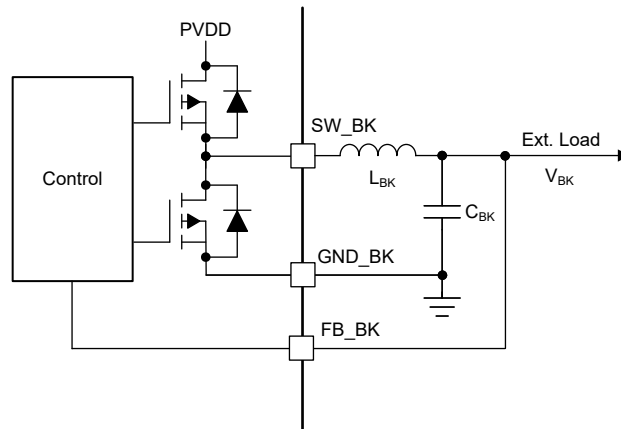 PVDD
SW_BK
Ext. Load
Control
L_BK
V_BK
C_BK
GND_BK
FB_BK